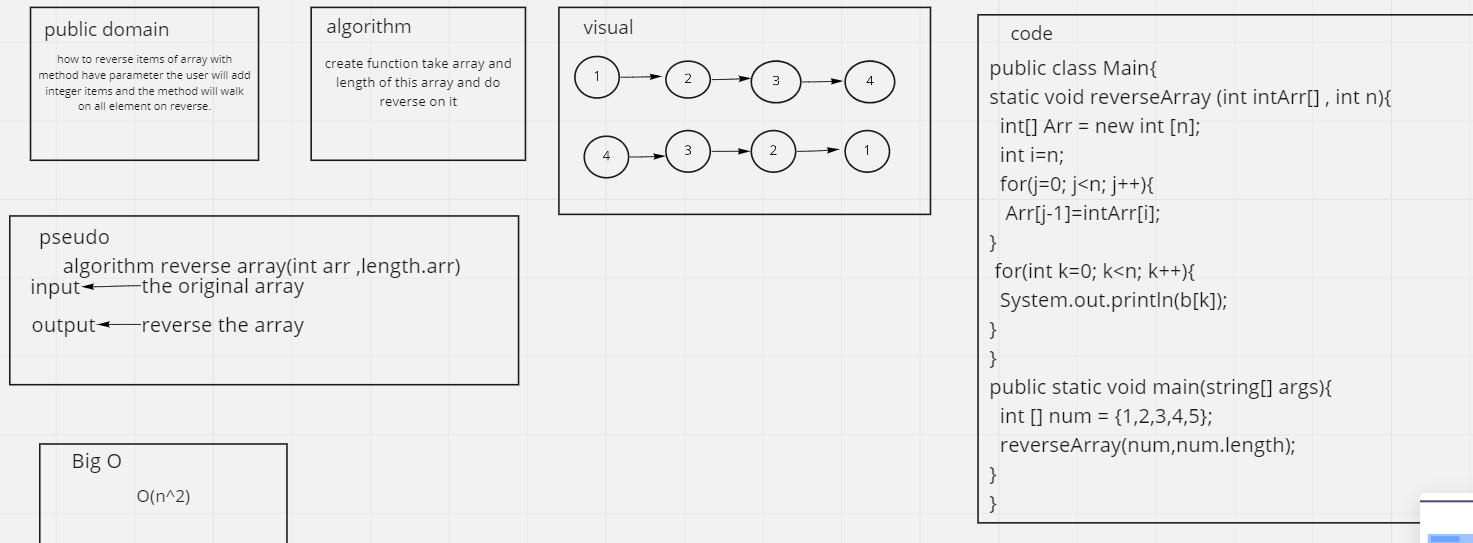 public domain
how to reverse items of array with
method have parameter the user will add
integer items and the method will walk
on all element on reverse.
algorithm
create function take array and
length of this array and do
reverse on it
visual
1 2 3 4
4 3 2 1
pseudo
algorithm reverse array(int arr ,length.arr)
input the original array
output reverse the array
Big O
O(n^2)
code
public class Main{
static void reverseArray (int intArr[] , int n){
int[] Arr = new int [n];
int i=n;
for(j=0; j<n; j++){
Arr[j-1]=intArr[i];
}
for(int k=0; k<n; k++){
System.out.println(b[k]);
}
}
public static void main(string[] args){
int [] num = {1,2,3,4,5};
reverseArray(num,num.length);
}
}